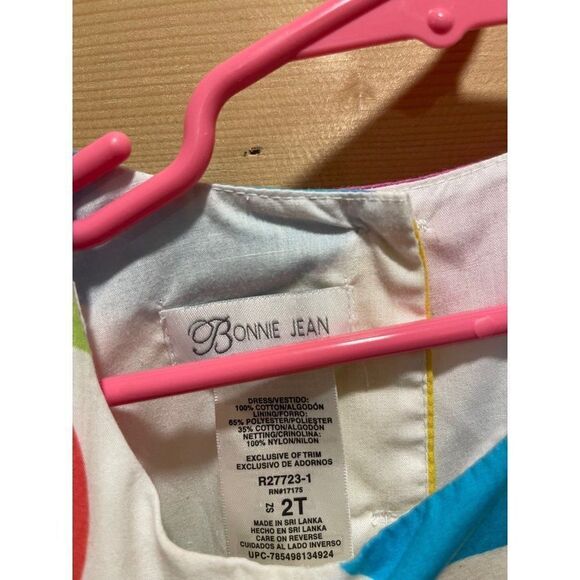 BONNIE JEAN
DRESS/VESTIDO:
100% COTTON/ALGODÓN
LINING/FORRO:
65% POLYESTER/POLIESTER
35% COTTON/ALGODÓN
NETTING/CRINOLINA:
100% NYLON/NILON
EXCLUSIVE OF TRIM
EXCLUSIVO DE ADORNOS
R27723-1
RN#17175
SZ 2T
MADE IN SRI LANKA
HECHO EN SRI LANKA
CARE ON REVERSE
CUIDADOS AL LADO INVERSO
UPC-785498134924